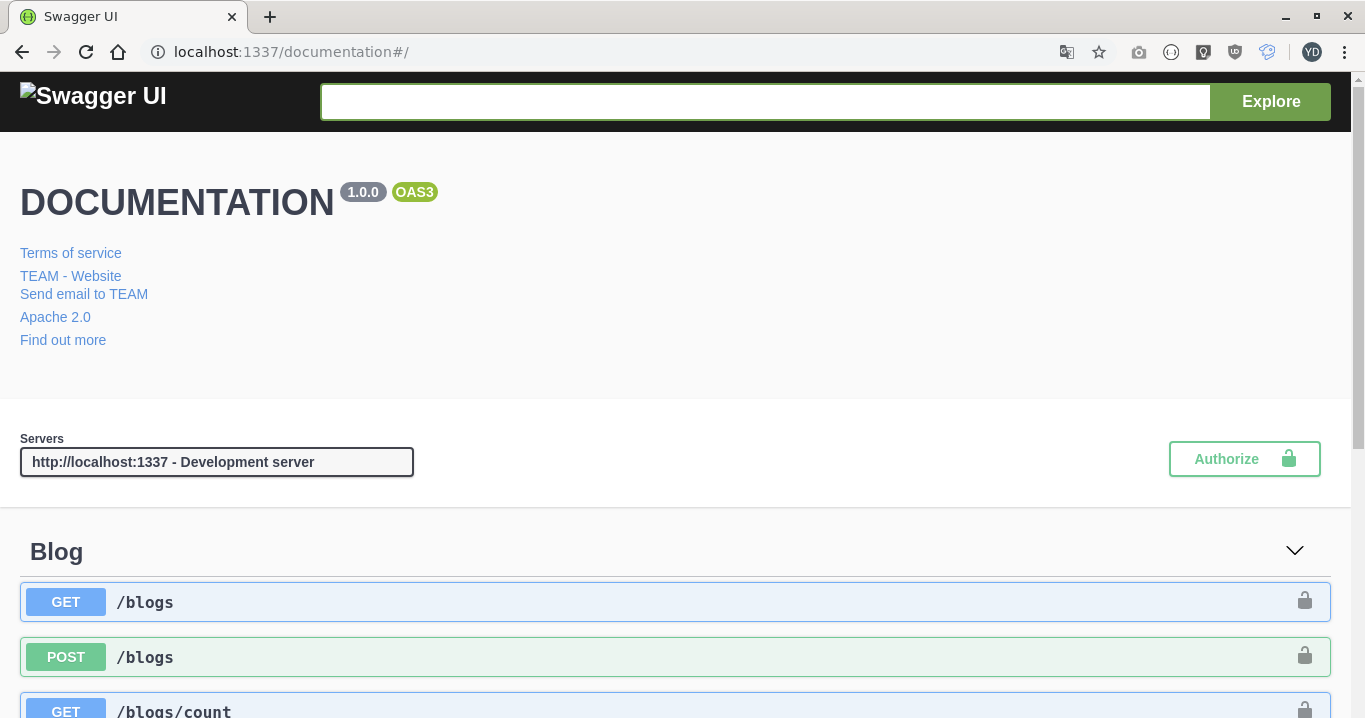 Swagger UI
localhost:1337/documentation#/
YD
Swagger UI
Explore
DOCUMENTATION 1.0.0 OAS3
Terms of service
TEAM - Website
Send email to TEAM
Apache 2.0
Find out more
Servers
http://localhost:1337 - Development server
Authorize
Blog
GET /blogs
POST /blogs
GET /blogs/count